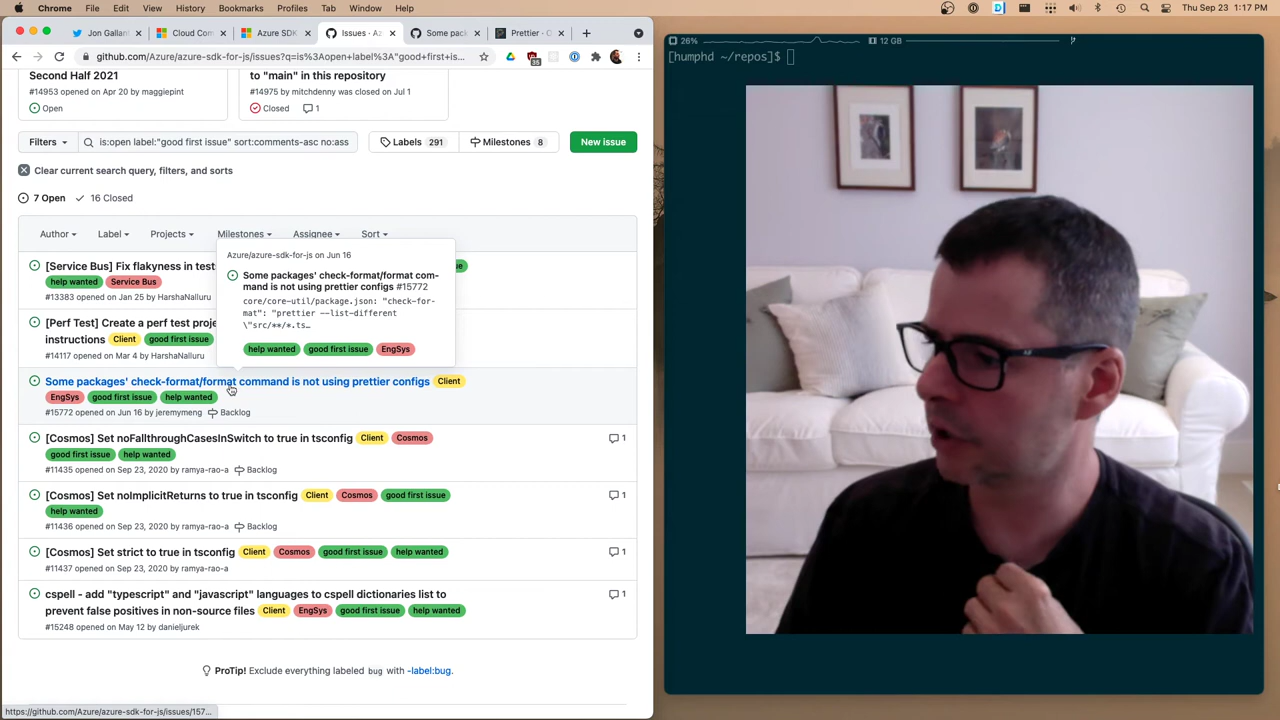 Chrome File Edit View History Bookmarks Profiles Tab Window Help Thu Sep 23 1:17 PM
Jon Gallan Cloud Com Azure SDK Issues · Az Some pack Prettier · O
github.com/Azure/azure-sdk-for-js/issues?q=is%3Aopen+label%3A"good+first+is...
35
Second Half 2021
#14953 opened on Apr 20 by maggiepint
Open
to "main" in this repository
#14975 by mitchdenny was closed on Jul 1
Closed 1
Filters is:open label:"good first issue" sort:comments-asc no:ass Labels 291 Milestones 8 New issue
Clear current search query, filters, and sorts
7 Open 16 Closed
Author Label Projects Milestones Assignee Sort
[Service Bus] Fix flakyness in test
help wanted Service Bus
#13383 opened on Jan 25 by HarshaNalluru
[Perf Test] Create a perf test proje
instructions Client good first issue
#14117 opened on Mar 4 by HarshaNalluru
Azure/azure-sdk-for-js on Jun 16
Some packages' check-format/format com-
mand is not using prettier configs #15772
core/core-util/package.json: "check-for-
mat": "prettier --list-different
\"src/**/*.ts…
help wanted good first issue EngSys
Some packages' check-format/format command is not using prettier configs Client
EngSys good first issue help wanted
#15772 opened on Jun 16 by jeremymeng Backlog
[Cosmos] Set noFallthroughCasesInSwitch to true in tsconfig Client Cosmos 1
good first issue help wanted
#11435 opened on Sep 23, 2020 by ramya-rao-a Backlog
[Cosmos] Set noImplicitReturns to true in tsconfig Client Cosmos good first issue 1
help wanted
#11436 opened on Sep 23, 2020 by ramya-rao-a Backlog
[Cosmos] Set strict to true in tsconfig Client Cosmos good first issue help wanted 1
#11437 opened on Sep 23, 2020 by ramya-rao-a
cspell - add "typescript" and "javascript" languages to cspell dictionaries list to 1
prevent false positives in non-source files Client EngSys good first issue help wanted
#15248 opened on May 12 by danieljurek
ProTip! Exclude everything labeled bug with -label:bug.
https://github.com/Azure/azure-sdk-for-js/issues/157...
26% 12 GB
[humphd ~/repos]$